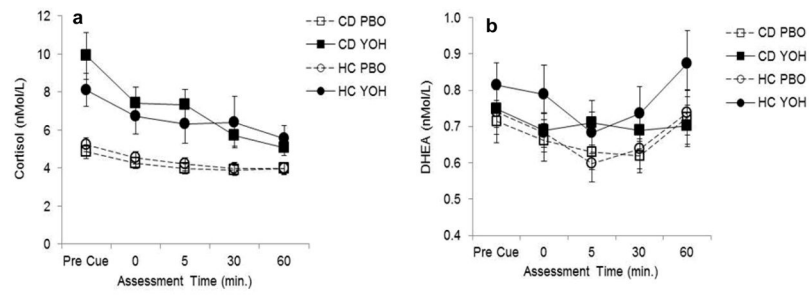 a
12
10
8
6
4
2
0
Cortisol (nMol/L)
Pre Cue 0 5 30 60
Assessment Time (min.)
CD PBO
CD YOH
HC PBO
HC YOH
b
1.0
0.9
0.8
0.7
0.6
0.5
0.4
DHEA (nMol/L)
Pre Cue 0 5 30 60
Assessment Time (min.)
CD PBO
CD YOH
HC PBO
HC YOH